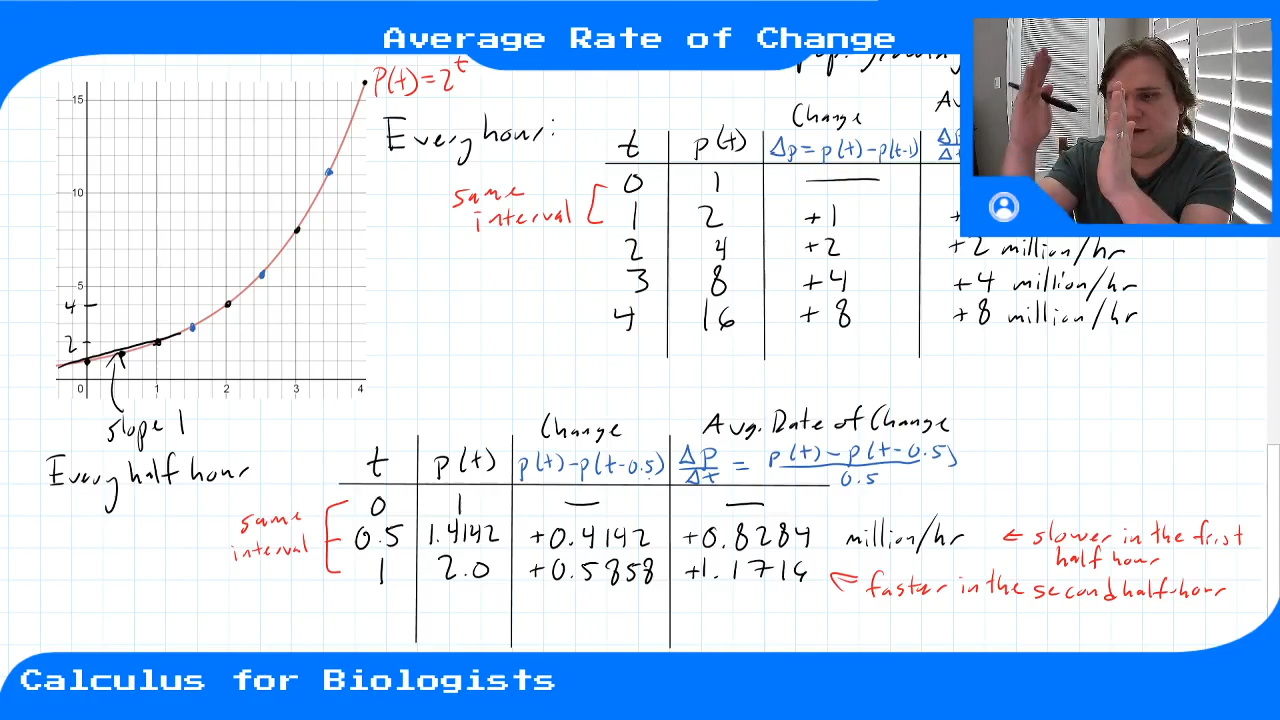 Average Rate of Change
P(t)=2^t
15
10
5
4
2
0 1 2 3 4
slope 1
Every hour:
same
interval
Change
t p(t) Δp = p(t) - p(t-1) Δp/Δt
0 1 —
1 2 +1 +
2 4 +2 +2 million/hr
3 8 +4 +4 million/hr
4 16 +8 +8 million/hr
Every half hour
same
interval
Change Avg. Rate of Change
t p(t) p(t)-p(t-0.5) Δp/Δt = p(t) - p(t-0.5) / 0.5
0 1 — —
0.5 1.4142 +0.4142 +0.8284 million/hr ← slower in the frist
half hour
1 2.0 +0.5858 +1.1716 ← faster in the second half-hour
Calculus for Biologists